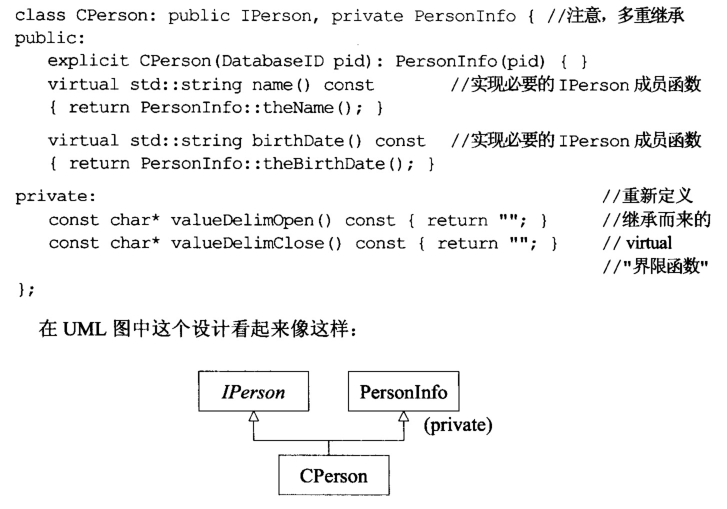 class CPerson: public IPerson, private PersonInfo { //注意，多重继承
public:
explicit CPerson(DatabaseID pid): PersonInfo(pid) { }
virtual std::string name() const //实现必要的 IPerson 成员函数
{ return PersonInfo::theName(); }
virtual std::string birthDate() const //实现必要的 IPerson 成员函数
{ return PersonInfo::theBirthDate(); }
private: //重新定义
const char* valueDelimOpen() const { return ""; } //继承而来的
const char* valueDelimClose() const { return ""; } // virtual
//"界限函数"
};
在 UML 图中这个设计看起来像这样：
IPerson PersonInfo
(private)
CPerson